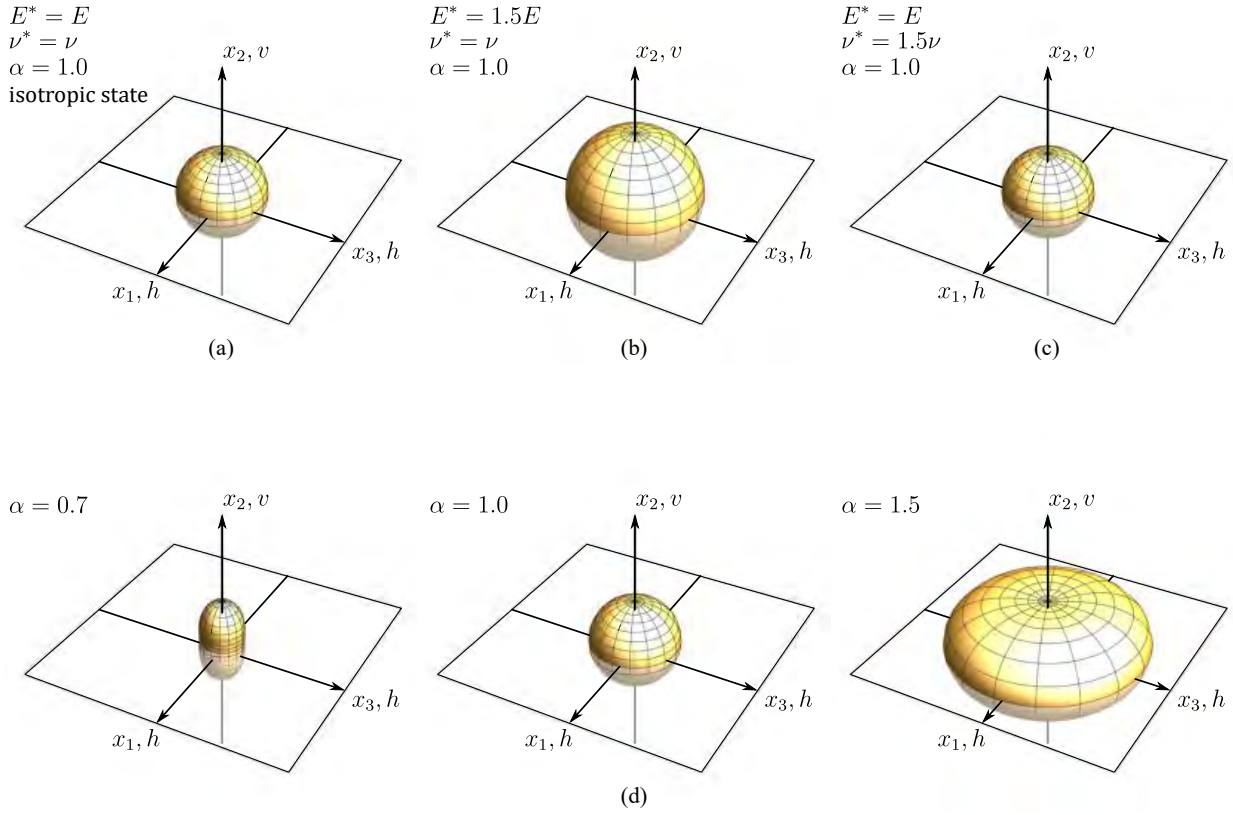 E* = E
ν* = ν
α = 1.0
isotropic state
x₂, v
x₃, h
x₁, h
(a)
E* = 1.5E
ν* = ν
α = 1.0
x₂, v
x₃, h
x₁, h
(b)
E* = E
ν* = 1.5ν
α = 1.0
x₂, v
x₃, h
x₁, h
(c)
α = 0.7
x₂, v
x₃, h
x₁, h
α = 1.0
x₂, v
x₃, h
x₁, h
α = 1.5
x₂, v
x₃, h
x₁, h
(d)